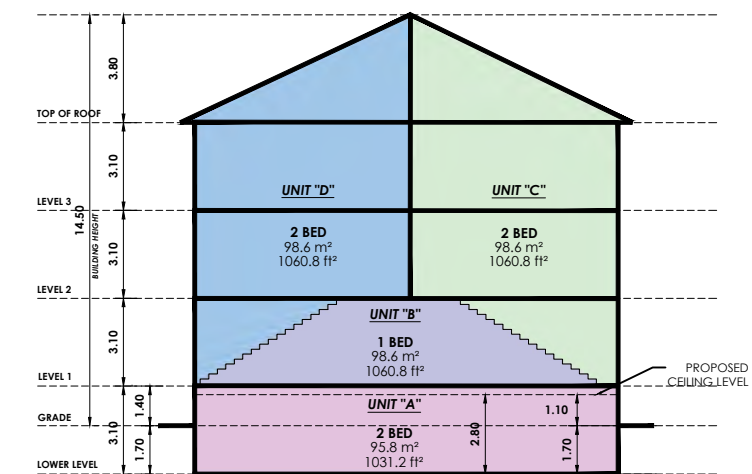 3.80
TOP OF ROOF
3.10
UNIT "D"
UNIT "C"
LEVEL 3
14.50
BUILDING HEIGHT
3.10
2 BED
98.6 m²
1060.8 ft²
2 BED
98.6 m²
1060.8 ft²
LEVEL 2
3.10
UNIT "B"
1 BED
98.6 m²
1060.8 ft²
PROPOSED
CEILING LEVEL
LEVEL 1
1.40
UNIT "A"
1.10
GRADE
3.10
2.80
2 BED
95.8 m²
1031.2 ft²
1.70
1.70
LOWER LEVEL